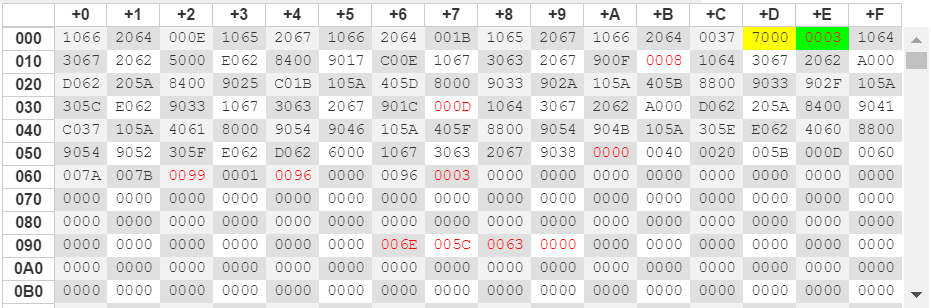 +0 +1 +2 +3 +4 +5 +6 +7 +8 +9 +A +B +C +D +E +F
000 1066 2064 000E 1065 2067 1066 2064 001B 1065 2067 1066 2064 0037 7000 0003 1064
010 3067 2062 5000 E062 8400 9017 C00E 1067 3063 2067 900F 0008 1064 3067 2062 A000
020 D062 205A 8400 9025 C01B 105A 405D 8000 9033 902A 105A 405B 8800 9033 902F 105A
030 305C E062 9033 1067 3063 2067 901C 000D 1064 3067 2062 A000 D062 205A 8400 9041
040 C037 105A 4061 8000 9054 9046 105A 405F 8800 9054 904B 105A 305E E062 4060 8800
050 9054 9052 305F E062 D062 6000 1067 3063 2067 9038 0000 0040 0020 005B 000D 0060
060 007A 007B 0099 0001 0096 0000 0096 0003 0000 0000 0000 0000 0000 0000 0000 0000
070 0000 0000 0000 0000 0000 0000 0000 0000 0000 0000 0000 0000 0000 0000 0000 0000
080 0000 0000 0000 0000 0000 0000 0000 0000 0000 0000 0000 0000 0000 0000 0000 0000
090 0000 0000 0000 0000 0000 0000 006E 005C 0063 0000 0000 0000 0000 0000 0000 0000
0A0 0000 0000 0000 0000 0000 0000 0000 0000 0000 0000 0000 0000 0000 0000 0000 0000
0B0 0000 0000 0000 0000 0000 0000 0000 0000 0000 0000 0000 0000 0000 0000 0000 0000